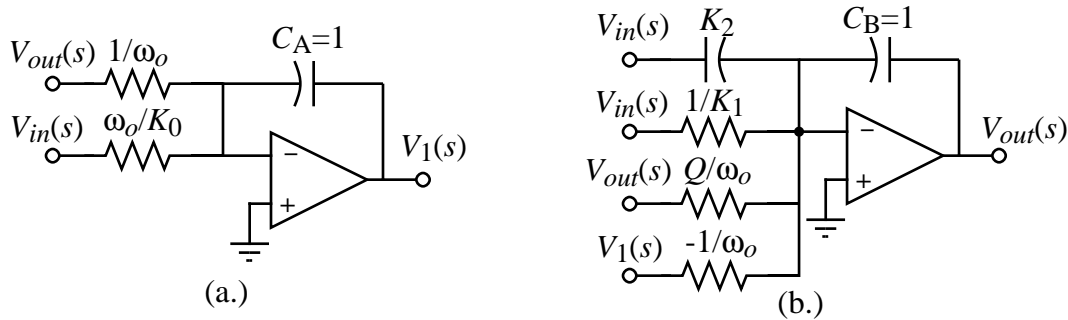 V_out(s) 1/ω_o
C_A=1
V_in(s) ω_o/K_0
−
+
V_1(s)
(a.)
V_in(s) K_2
C_B=1
V_in(s) 1/K_1
−
+
V_out(s)
V_out(s) Q/ω_o
V_1(s) -1/ω_o
(b.)